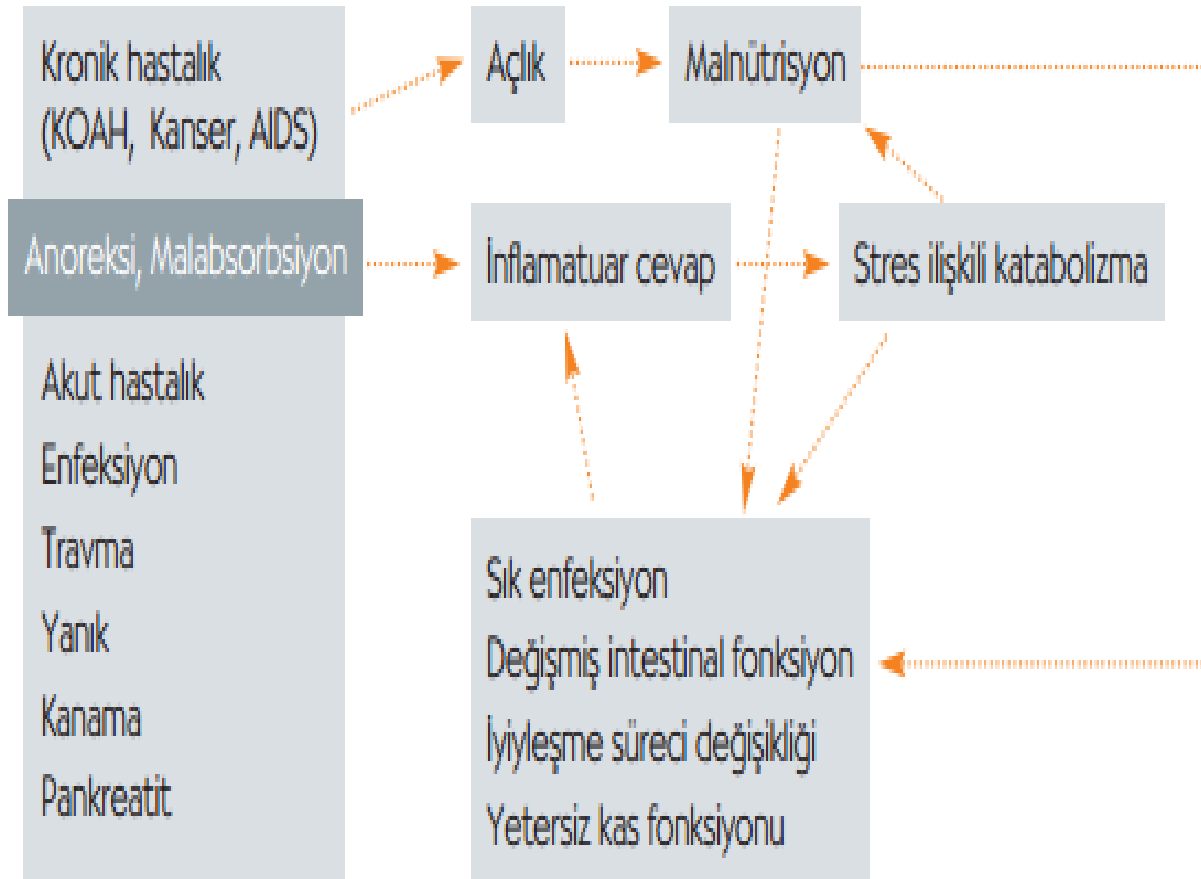 Kronik hastalık
(KOAH, Kanser, AIDS)
Anoreksi, Malabsorbsiyon
Akut hastalık
Enfeksiyon
Travma
Yanık
Kanama
Pankreatit
Açlık
Malnütrisyon
İnflamatuar cevap
Stres ilişkili katabolizma
Sık enfeksiyon
Değişmiş intestinal fonksiyon
İyiyleşme süreci değişikliği
Yetersiz kas fonksiyonu